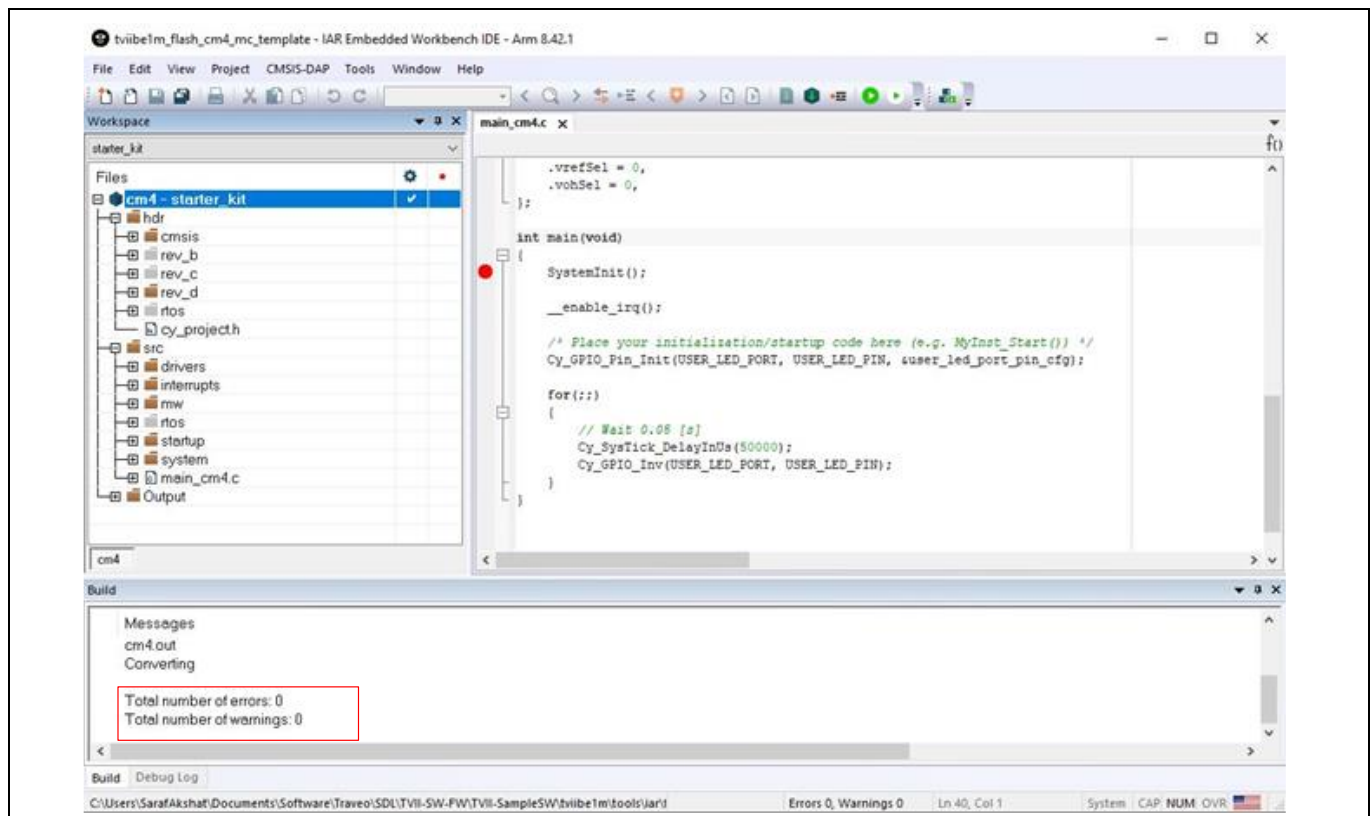 tviibe1m_flash_cm4_mc_template - IAR Embedded Workbench IDE - Arm 8.42.1
File Edit View Project CMSIS-DAP Tools Window Help
Workspace
main_cm4.c
starter_kit
f()
Files
cm4 - starter_kit
hdr
cmsis
rev_b
rev_c
rev_d
rtos
cy_project.h
src
drivers
interrupts
mw
rtos
startup
system
main_cm4.c
Output
cm4
.vrefSel = 0,
.vohSel = 0,
};
int main(void)
{
SystemInit();
__enable_irq();
/* Place your initialization/startup code here (e.g. MyInst_Start()) */
Cy_GPIO_Pin_Init(USER_LED_PORT, USER_LED_PIN, &user_led_port_pin_cfg);
for(;;)
{
// Wait 0.05 [s]
Cy_SysTick_DelayInUs(50000);
Cy_GPIO_Inv(USER_LED_PORT, USER_LED_PIN);
}
}
Build
Messages
cm4.out
Converting
Total number of errors: 0
Total number of warnings: 0
Build Debug Log
C:\Users\SarafAkshat\Documents\Software\Traveo\SDL\TVII-SW-FW\TVII-SampleSW\tviibe1m\tools\iar\
Errors 0, Warnings 0
Ln 40, Col 1
System CAP NUM OVR